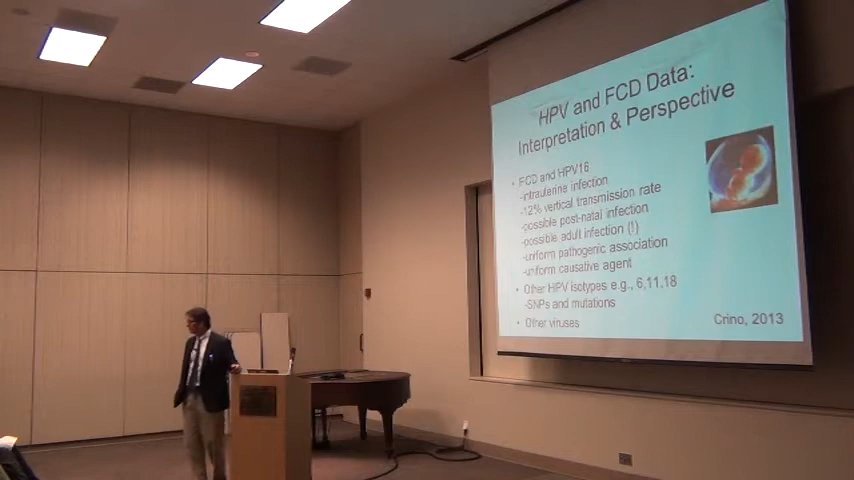 HPV and FCD Data:
Interpretation & Perspective
• FCD and HPV16
-intrauterine infection
-12% vertical transmission rate
-possible post-natal infection
-possible adult infection (!)
-uniform pathogenic association
-uniform causative agent
• Other HPV isotypes e.g., 6,11,18
-SNPs and mutations
• Other viruses
Crino, 2013